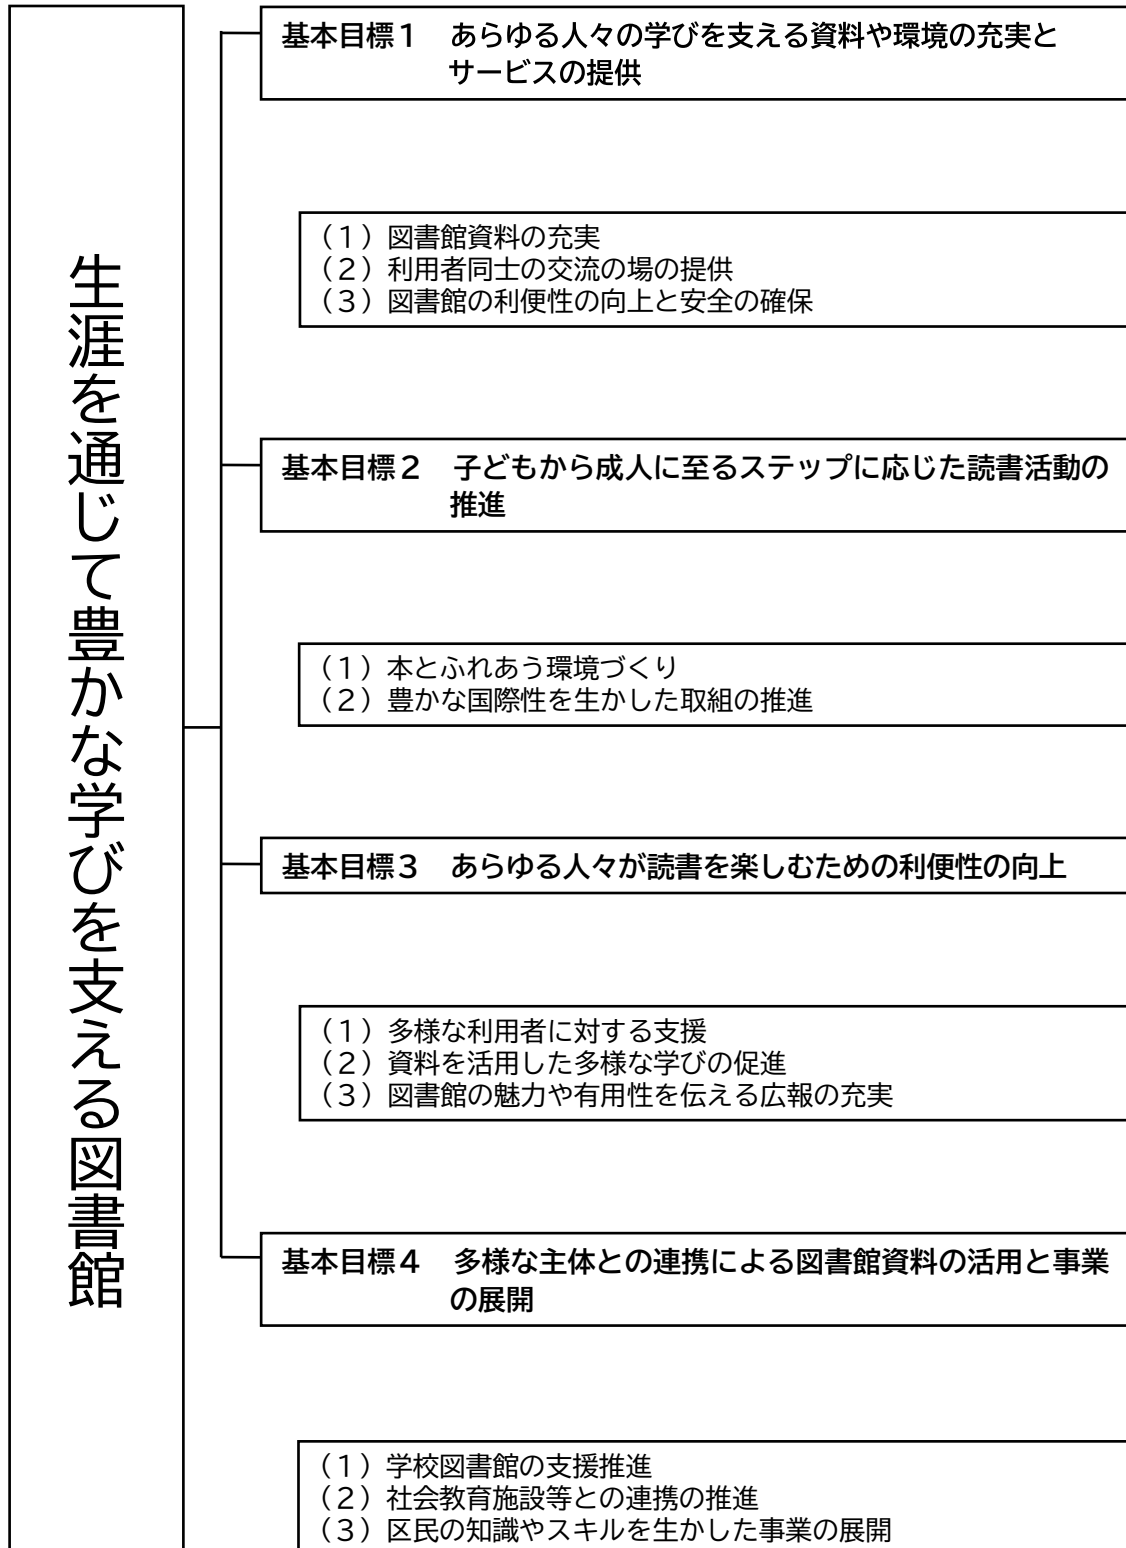 生涯を通じて豊かな学びを支える図書館
基本目標１　あらゆる人々の学びを支える資料や環境の充実と
サービスの提供
（１）図書館資料の充実
（２）利用者同士の交流の場の提供
（３）図書館の利便性の向上と安全の確保
基本目標２　子どもから成人に至るステップに応じた読書活動の
推進
（１）本とふれあう環境づくり
（２）豊かな国際性を生かした取組の推進
基本目標３　あらゆる人々が読書を楽しむための利便性の向上
（１）多様な利用者に対する支援
（２）資料を活用した多様な学びの促進
（３）図書館の魅力や有用性を伝える広報の充実
基本目標４　多様な主体との連携による図書館資料の活用と事業
の展開
（１）学校図書館の支援推進
（２）社会教育施設等との連携の推進
（３）区民の知識やスキルを生かした事業の展開